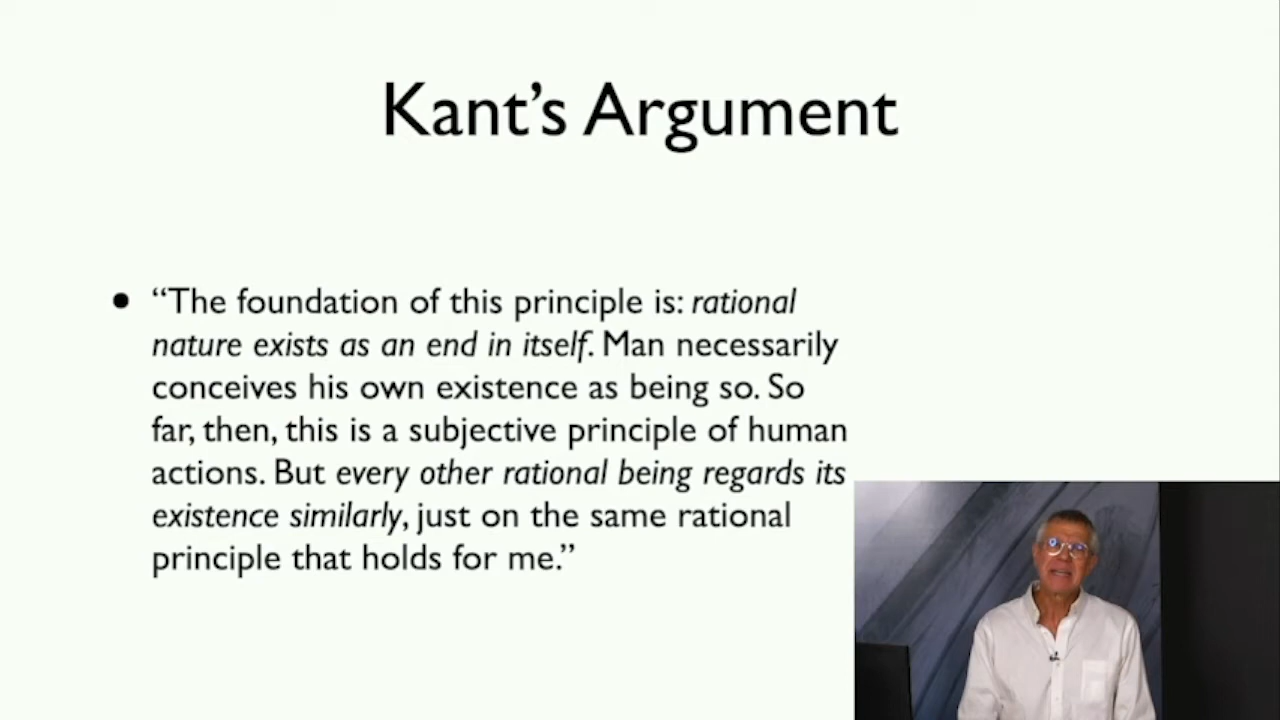 Kant’s Argument
• “The foundation of this principle is: rational
nature exists as an end in itself. Man necessarily
conceives his own existence as being so. So
far, then, this is a subjective principle of human
actions. But every other rational being regards its
existence similarly, just on the same rational
principle that holds for me.”